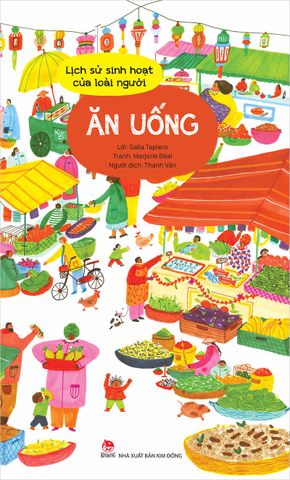 Lịch sử sinh hoạt
của loài người
ĂN UỐNG
Lời: Galia Tapiero
Tranh: Marjorie Béal
Người dịch: Thanh Vân
NHÀ XUẤT BẢN KIM ĐỒNG